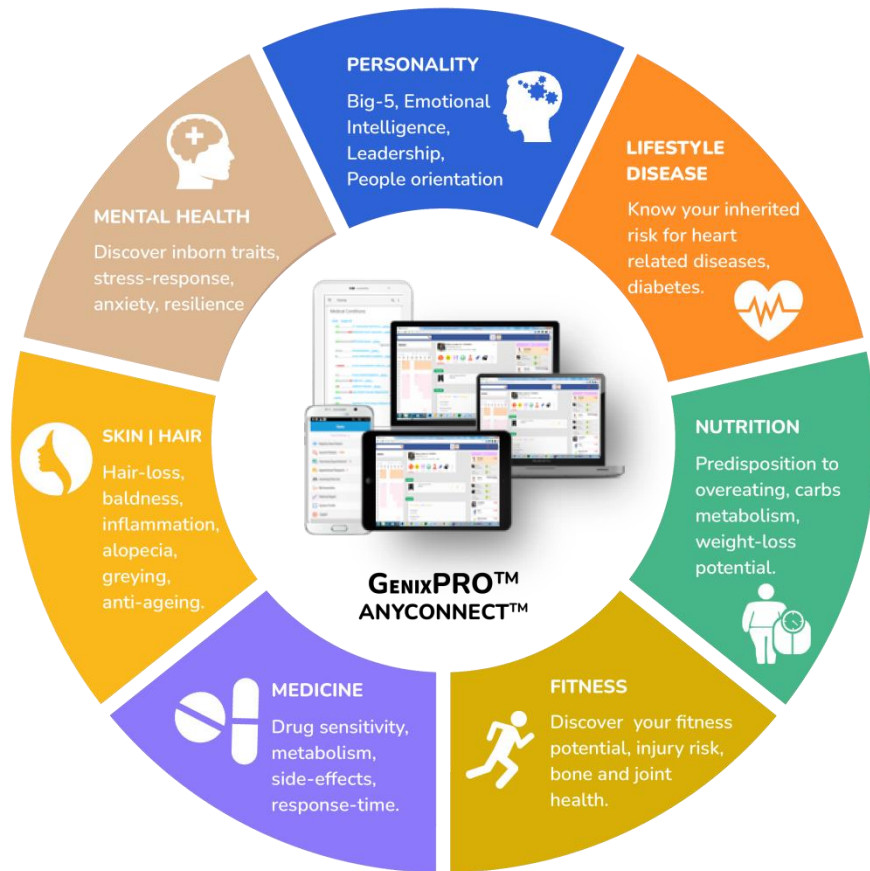 PERSONALITY
Big-5, Emotional
Intelligence,
Leadership,
People orientation
LIFESTYLE
DISEASE
Know your inherited
risk for heart
related diseases,
diabetes.
NUTRITION
Predisposition to
overeating, carbs
metabolism,
weight-loss
potential.
FITNESS
Discover your fitness
potential, injury risk,
bone and joint
health.
MEDICINE
Drug sensitivity,
metabolism,
side-effects,
response-time.
SKIN | HAIR
Hair-loss,
baldness,
inflammation,
alopecia,
greying,
anti-ageing.
MENTAL HEALTH
Discover inborn traits,
stress-response,
anxiety, resilience
Medical Conditions
GENIXPRO™
ANYCONNECT™